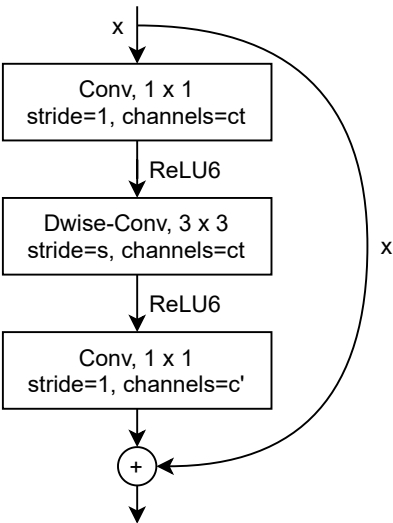 x
Conv, 1 x 1
stride=1, channels=ct
ReLU6
Dwise-Conv, 3 x 3
stride=s, channels=ct
x
ReLU6
Conv, 1 x 1
stride=1, channels=c'
+